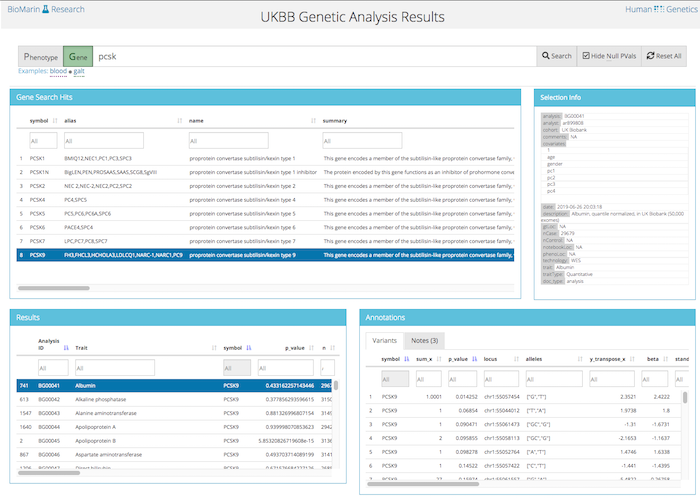 BioMarin Research
UKBB Genetic Analysis Results
Human Genetics
Phenotype Gene pcsk Search Hide Null PVals Reset All
Examples: blood • gait
Gene Search Hits
symbol alias name summary
All All All All
1 PCSK1 BMIQ12,NEC1,PC1,PC3,SPC3 proprotein convertase subtilisin/kexin type 1 This gene encodes a member of the subtilisin-like proprotein convertase family,
2 PCSK1N BigLEN,PEN,PROSAAS,SAAS,SCG8,SgVIII proprotein convertase subtilisin/kexin type 1 inhibitor The protein encoded by this gene functions as an inhibitor of prohormone conver
3 PCSK2 NEC 2,NEC-2,NEC2,PC2,SPC2 proprotein convertase subtilisin/kexin type 2 This gene encodes a member of the subtilisin-like proprotein convertase family,
4 PCSK4 PC4,SPC5 proprotein convertase subtilisin/kexin type 4 This gene encodes a member of the subtilisin-like proprotein convertase family,
5 PCSK5 PC5,PC6,PC6A,SPC6 proprotein convertase subtilisin/kexin type 5 This gene encodes a member of the subtilisin-like proprotein convertase family,
6 PCSK6 PACE4,SPC4 proprotein convertase subtilisin/kexin type 6 This gene encodes a member of the subtilisin-like proprotein convertase family,
7 PCSK7 LPC,PC7,PC8,SPC7 proprotein convertase subtilisin/kexin type 7 This gene encodes a member of the subtilisin-like proprotein convertase family,
8 PCSK9 FH3,FHCL3,HCHOLA3,LDLCQ1,NARC-1,NARC1,PC9 proprotein convertase subtilisin/kexin type 9 This gene encodes a member of the subtilisin-like proprotein convertase family,
Selection Info
analysis: BG00041
analyst: ar899808
cohort: UK Biobank
comments: NA
covariates:
1
age
gender
pc1
pc2
pc3
pc4
date: 2019-06-26 20:03:18
description: Albumin, quantile normalized, in UK Biobank (50,000 exomes)
gtLoc: NA
nCase: 29679
nControl: NA
notebookLoc: NA
phenoLoc: NA
technology: WES
trait: Albumin
traitType: Quantitative
doc_type: analysis
Results
Analysis ID Trait symbol p_value n
All All All All
741 BG00041 Albumin PCSK9 0.433162257143446 2967
613 BG00042 Alkaline phosphatase PCSK9 0.377856293596615 3150
1547 BG00043 Alanine aminotransferase PCSK9 0.881326996807154 3149
1640 BG00044 Apolipoprotein A PCSK9 0.939998070853623 2942
2 BG00045 Apolipoprotein B PCSK9 5.85320826719608e-15 3136
867 BG00046 Aspartate aminotransferase PCSK9 0.493703714089199 3141
Annotations
Variants Notes (3)
symbol sum_x p_value locus alleles y_transpose_x beta stand
All All All All All All All
1 PCSK9 1.0001 0.014252 chr1:55057454 ["G","T"] 2.3521 2.4222
2 PCSK9 1 0.06854 chr1:55044012 ["T","A"] 1.9738 1.8
3 PCSK9 1 0.090471 chr1:55061473 ["GC","G"] -1.31 -1.6731
4 PCSK9 2 0.095855 chr1:55058113 ["GC","G"] -2.1653 -1.1637
5 PCSK9 1 0.098278 chr1:55052764 ["A","T"] 1.4746 1.6338
6 PCSK9 1 0.14522 chr1:55057422 ["C","T"] -1.441 -1.4395